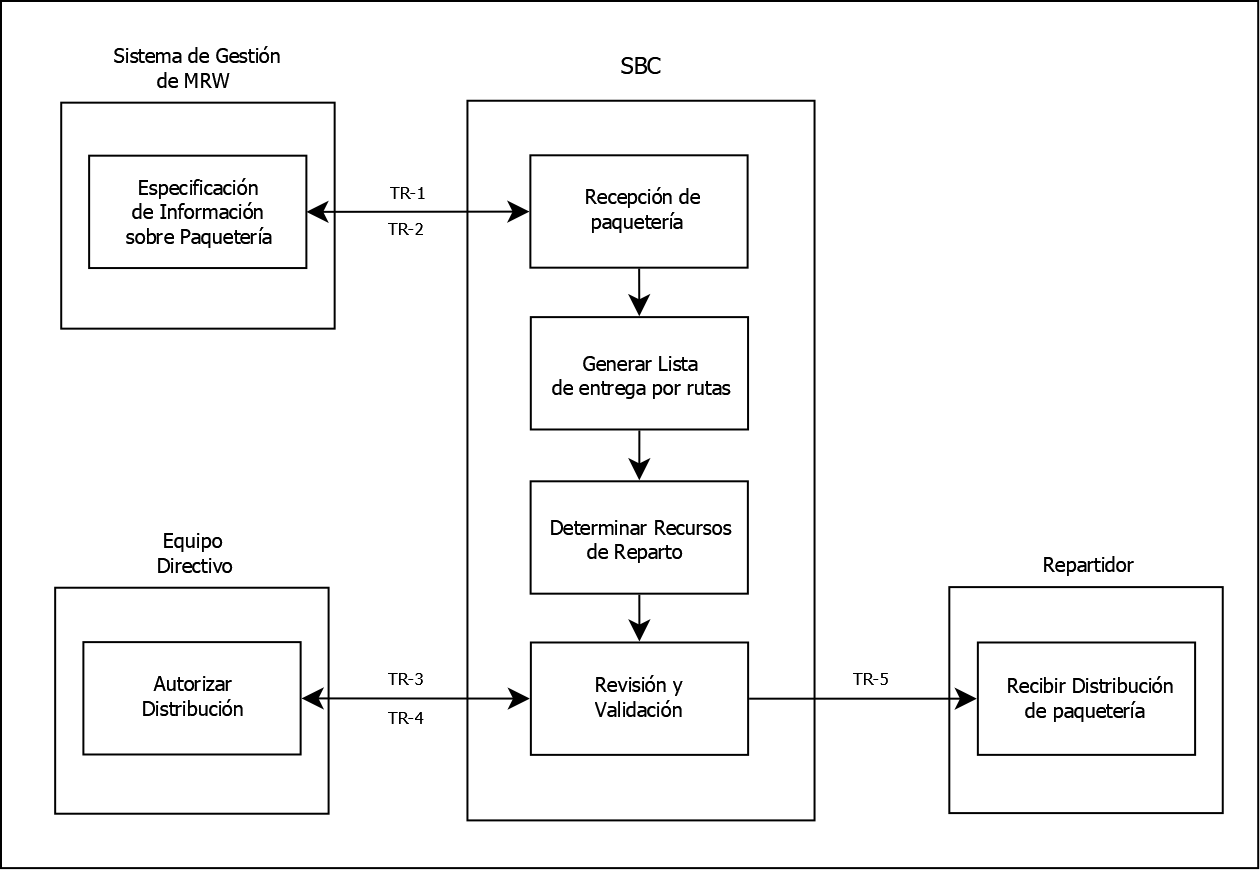 Sistema de Gestión
de MRW
SBC
Especificación
de Información
sobre Paquetería
TR-1
TR-2
Recepción de
paquetería
Generar Lista
de entrega por rutas
Determinar Recursos
de Reparto
Equipo
Directivo
Repartidor
Autorizar
Distribución
TR-3
TR-4
Revisión y
Validación
TR-5
Recibir Distribución
de paquetería